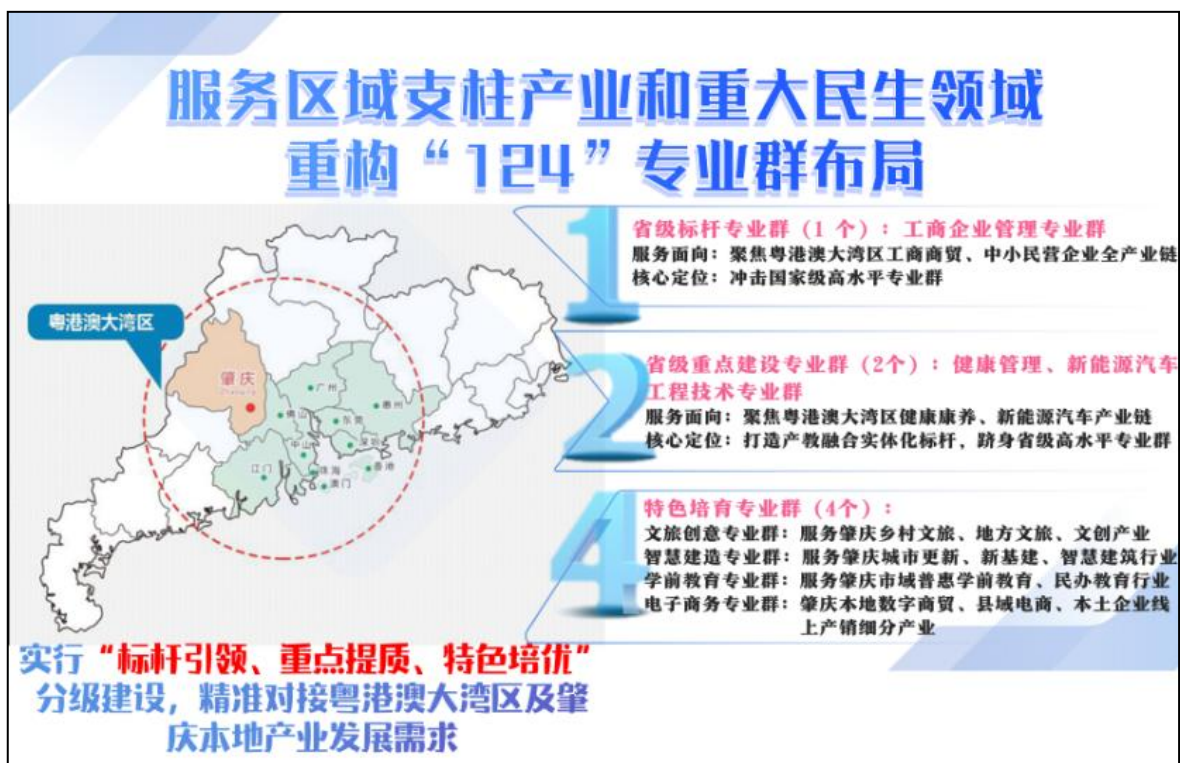 服务区域支柱产业和重大民生领域
重构“124”专业群布局
粤港澳大湾区
肇庆
广州
惠州
佛山
东莞
中山
深圳
江门
珠海
香港
澳门
1
省级标杆专业群（1 个）：工商企业管理专业群
服务面向：聚焦粤港澳大湾区工商商贸、中小民营企业全产业链
核心定位：冲击国家级高水平专业群
2
省级重点建设专业群（2个）：健康管理、新能源汽车
工程技术专业群
服务面向：聚焦粤港澳大湾区健康康养、新能源汽车产业链
核心定位：打造产教融合实体化标杆，跻身省级高水平专业群
4
特色培育专业群（4个）：
文旅创意专业群：服务肇庆乡村文旅、地方文旅、文创产业
智慧建造专业群：服务肇庆城市更新、新基建、智慧建筑行业
学前教育专业群：服务肇庆市域普惠学前教育、民办教育行业
电子商务专业群：肇庆本地数字商贸、县域电商、本土企业线
上产销细分产业
实行“标杆引领、重点提质、特色培优”
分级建设，精准对接粤港澳大湾区及肇
庆本地产业发展需求